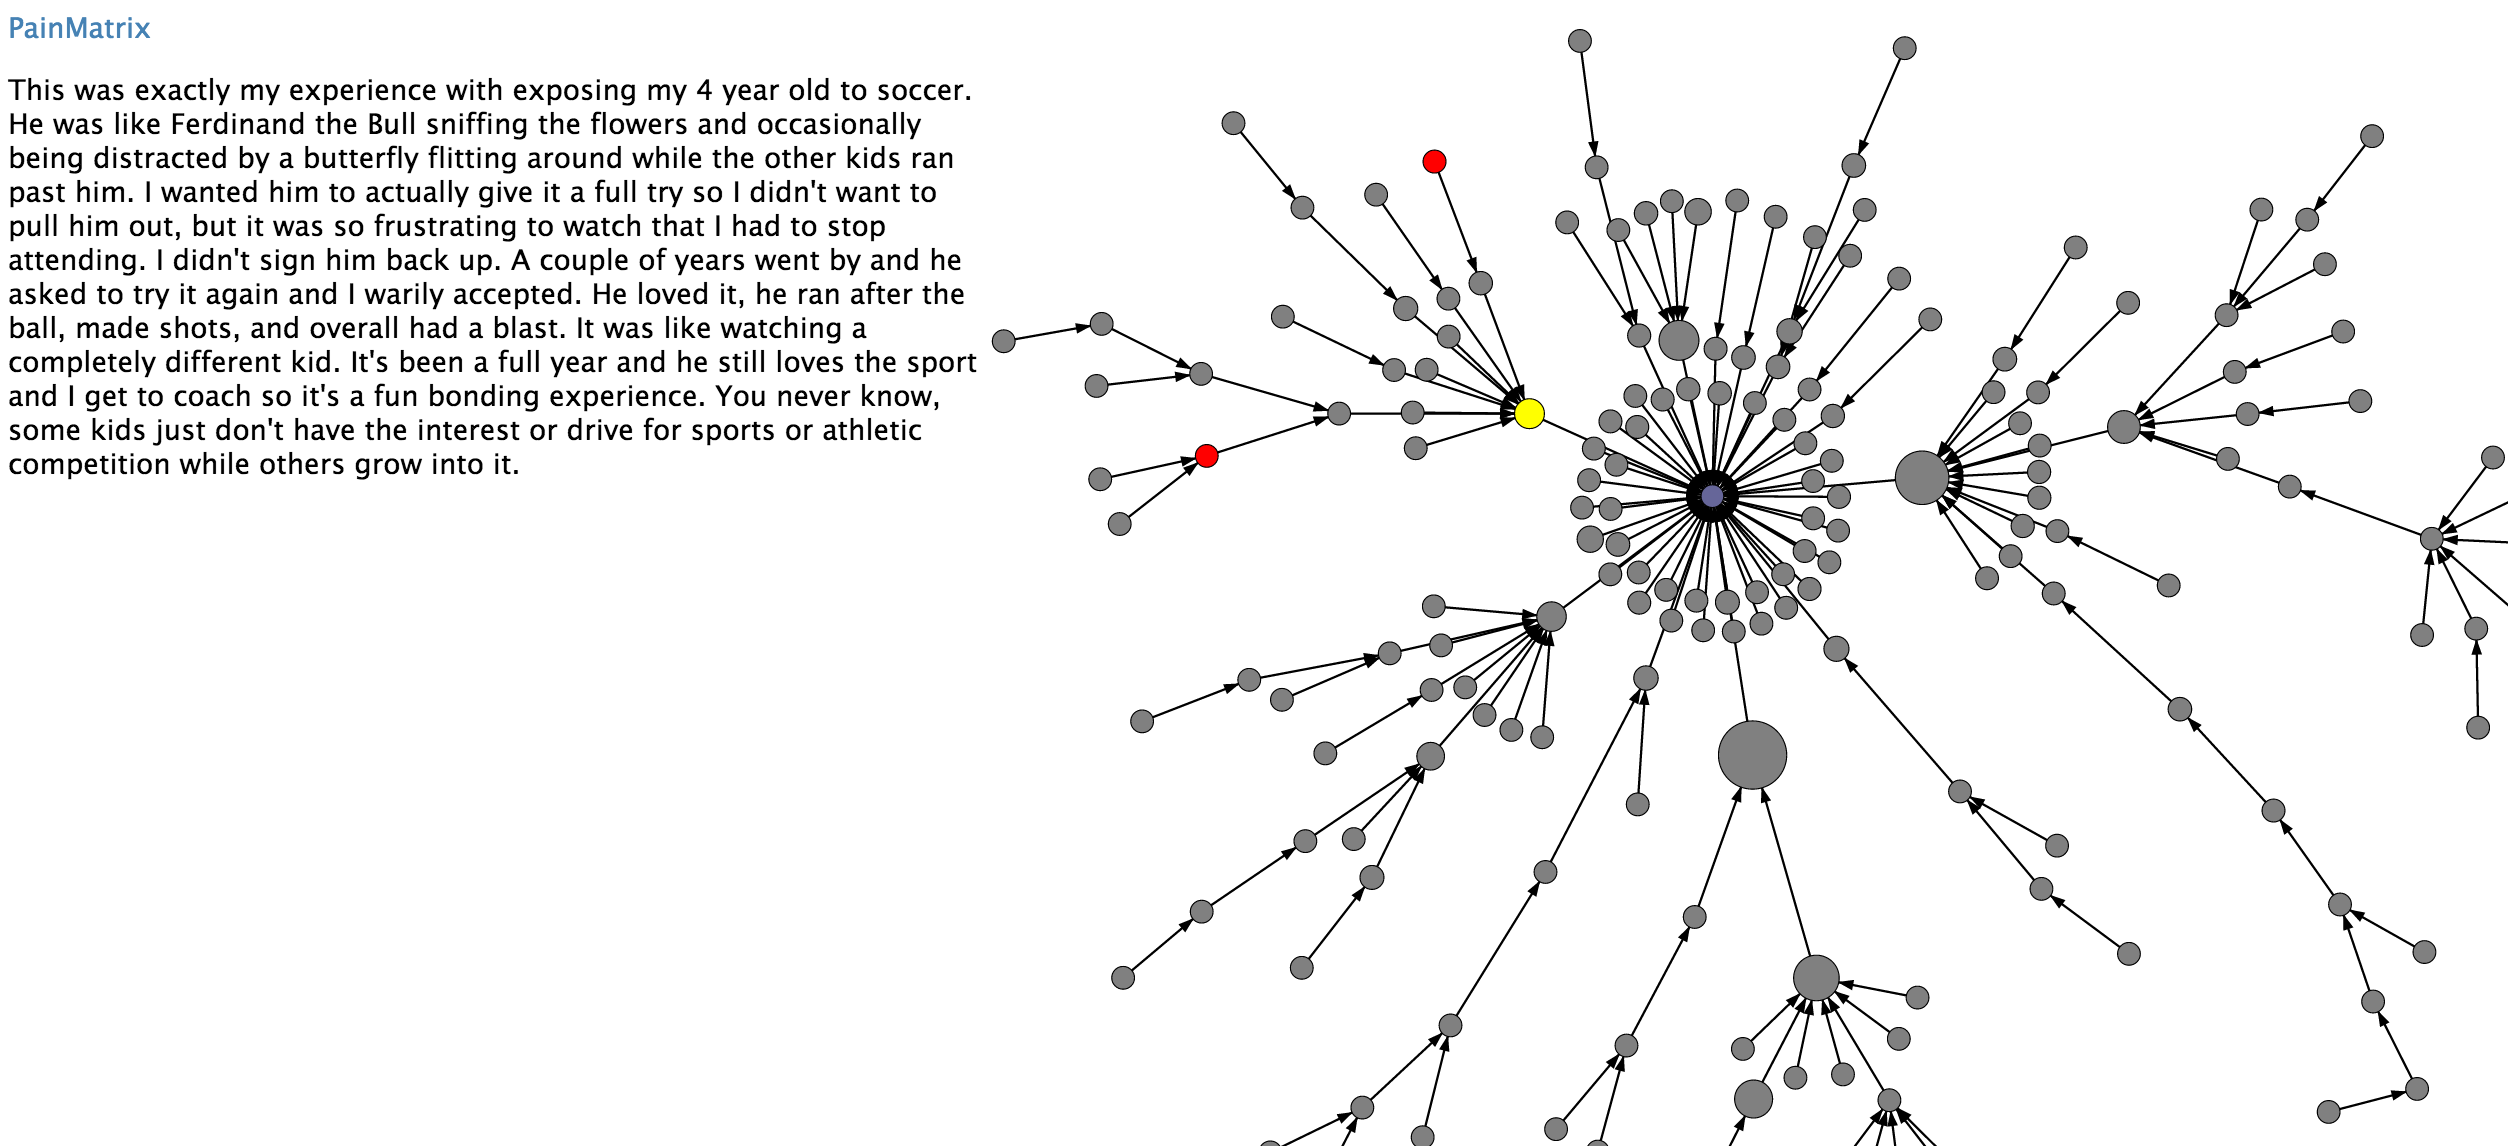 PainMatrix
This was exactly my experience with exposing my 4 year old to soccer.
He was like Ferdinand the Bull sniffing the flowers and occasionally
being distracted by a butterfly flitting around while the other kids ran
past him. I wanted him to actually give it a full try so I didn't want to
pull him out, but it was so frustrating to watch that I had to stop
attending. I didn't sign him back up. A couple of years went by and he
asked to try it again and I warily accepted. He loved it, he ran after the
ball, made shots, and overall had a blast. It was like watching a
completely different kid. It's been a full year and he still loves the sport
and I get to coach so it's a fun bonding experience. You never know,
some kids just don't have the interest or drive for sports or athletic
competition while others grow into it.